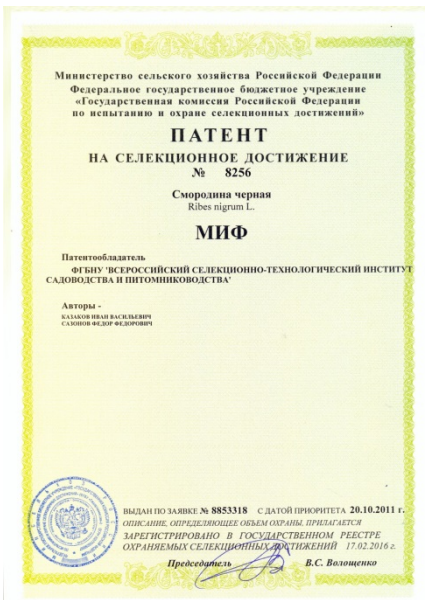 Министерство сельского хозяйства Российской Федерации
Федеральное государственное бюджетное учреждение
«Государственная комиссия Российской Федерации
по испытанию и охране селекционных достижений»
ПАТЕНТ
НА СЕЛЕКЦИОННОЕ ДОСТИЖЕНИЕ
№ 8256
Смородина черная
Ribes nigrum L.
МИФ
Патентообладатель
ФГБНУ 'ВСЕРОССИЙСКИЙ СЕЛЕКЦИОННО-ТЕХНОЛОГИЧЕСКИЙ ИНСТИТУТ
САДОВОДСТВА И ПИТОМНИКОВОДСТВА'
Авторы -
КАЗАКОВ ИВАН ВАСИЛЬЕВИЧ
САЗОНОВ ФЕДОР ФЕДОРОВИЧ
ВЫДАН ПО ЗАЯВКЕ № 8853318 С ДАТОЙ ПРИОРИТЕТА 20.10.2011 г.
ОПИСАНИЕ, ОПРЕДЕЛЯЮЩЕЕ ОБЪЕМ ОХРАНЫ, ПРИЛАГАЕТСЯ
ЗАРЕГИСТРИРОВАНО В ГОСУДАРСТВЕННОМ РЕЕСТРЕ
ОХРАНЯЕМЫХ СЕЛЕКЦИОННЫХ ДОСТИЖЕНИЙ 17.02.2016 г.
Председатель В.С. Волощенко